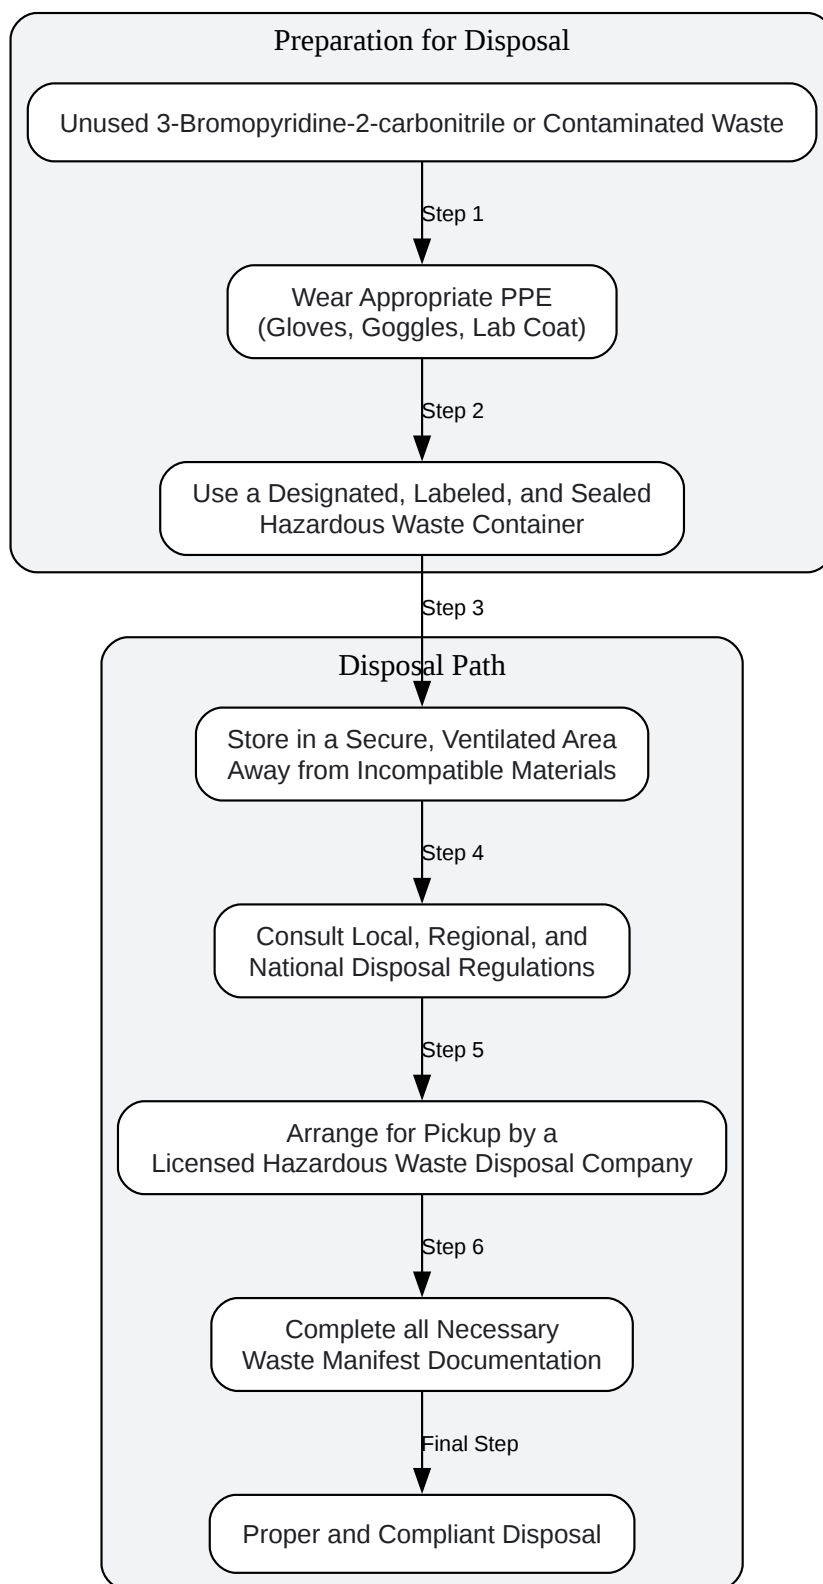 Preparation for Disposal
Unused 3-Bromopyridine-2-carbonitrile or Contaminated Waste
Step 1
Wear Appropriate PPE
(Gloves, Goggles, Lab Coat)
Step 2
Use a Designated, Labeled, and Sealed
Hazardous Waste Container
Step 3
Disposal Path
Store in a Secure, Ventilated Area
Away from Incompatible Materials
Step 4
Consult Local, Regional, and
National Disposal Regulations
Step 5
Arrange for Pickup by a
Licensed Hazardous Waste Disposal Company
Step 6
Complete all Necessary
Waste Manifest Documentation
Final Step
Proper and Compliant Disposal